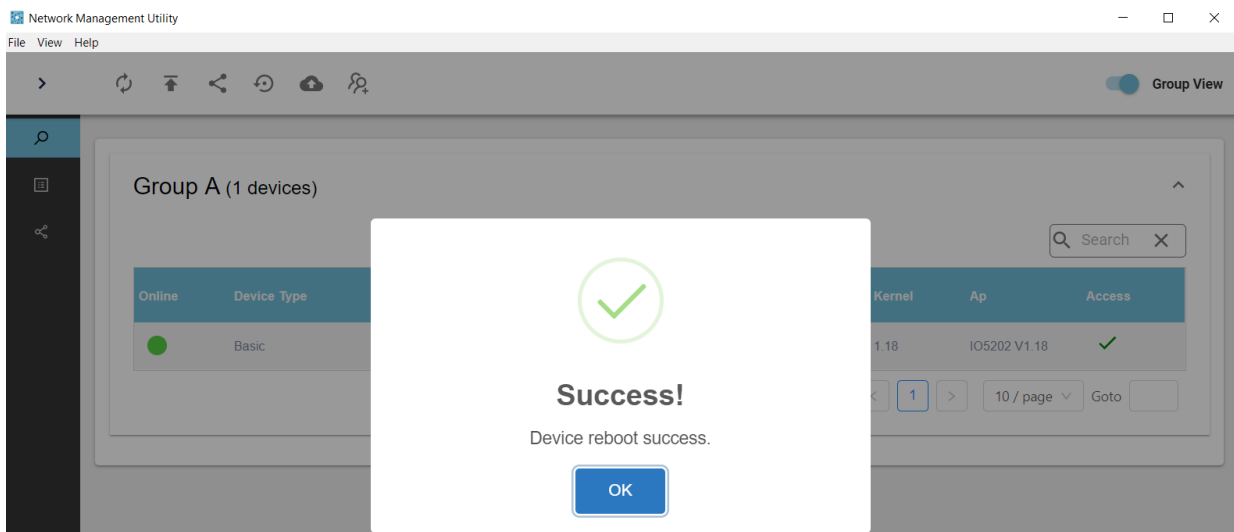 Network Management Utility
File View Help
Group View
Group A (1 devices)
Search
Online Device Type Kernel Ap Access
Basic 1.18 IO5202 V1.18
1 10 / page Goto
Success!
Device reboot success.
OK